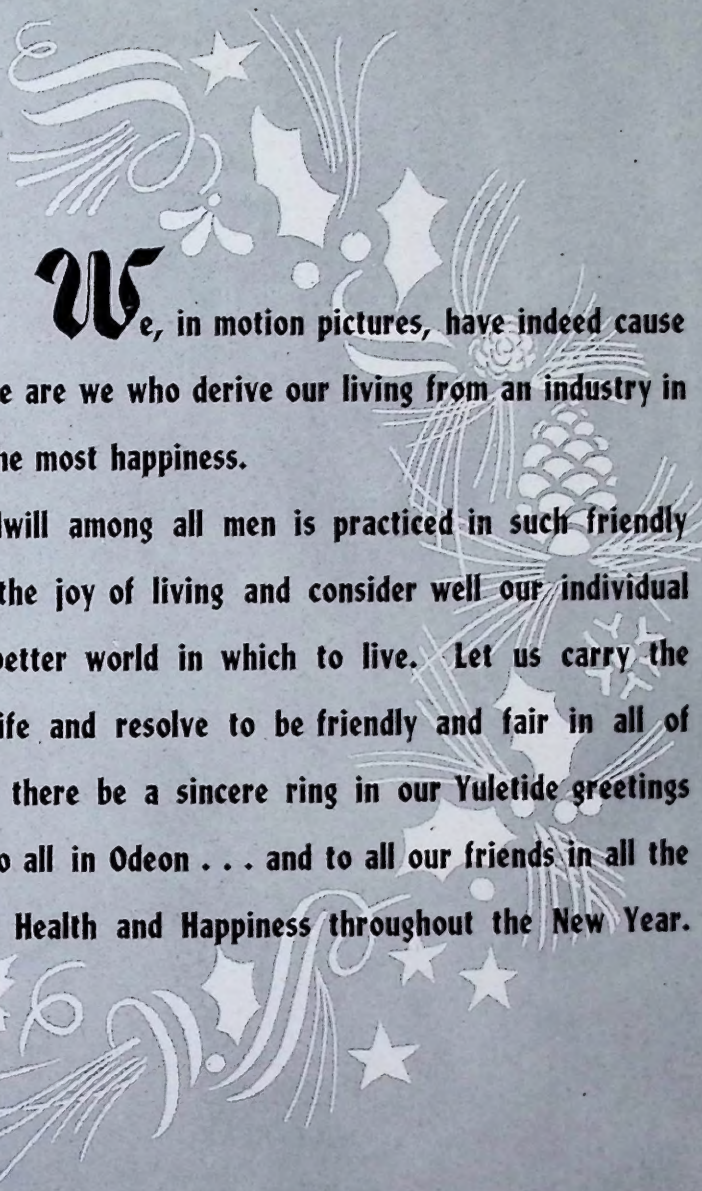 We, in motion pictures, have indeed cause
e are we who derive our living from an industry in
he most happiness.
will among all men is practiced in such friendly
the joy of living and consider well our individual
better world in which to live. Let us carry the
ife and resolve to be friendly and fair in all of
there be a sincere ring in our Yuletide greetings
o all in Odeon . . . and to all our friends in all the
Health and Happiness throughout the New Year.